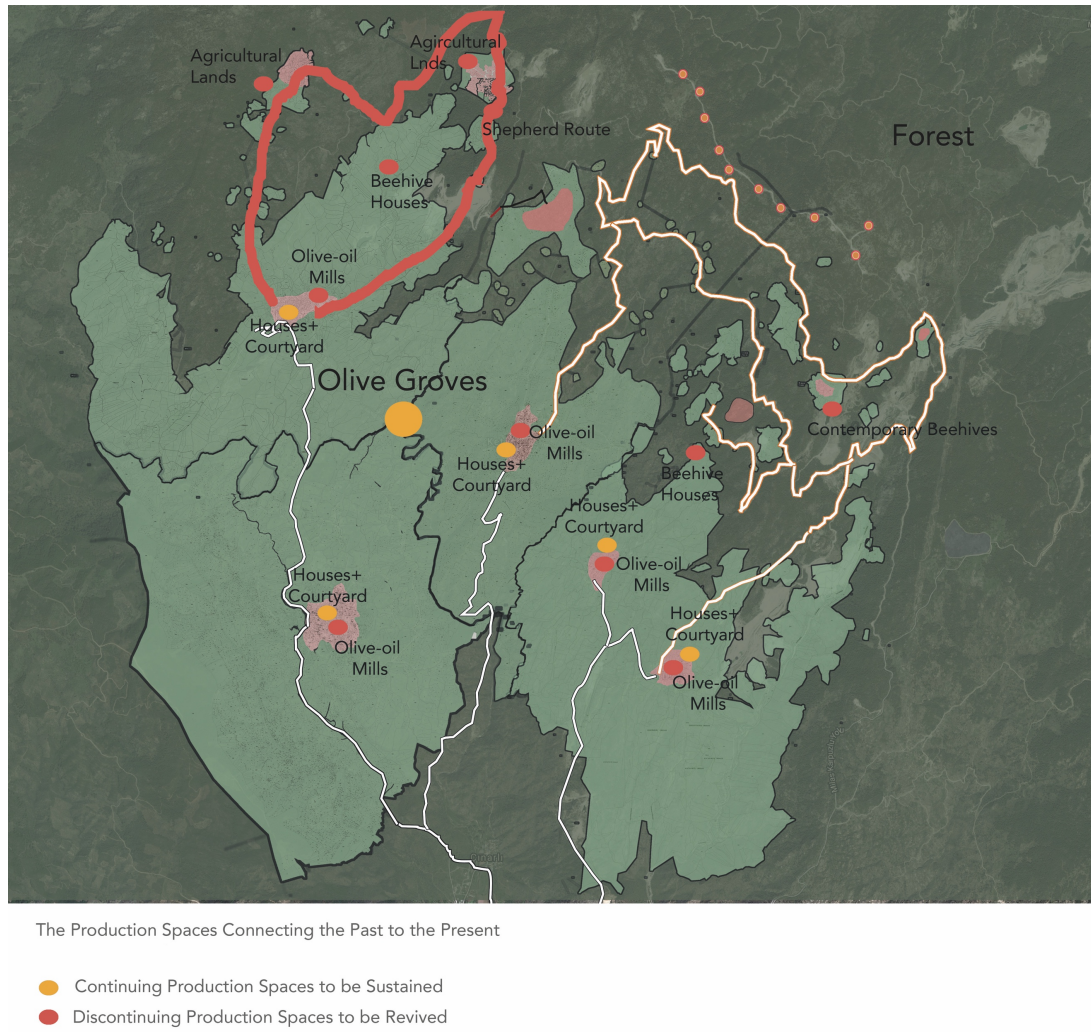 Agricultural
Lands
Agircultural
Lnds
Shepherd Route
Forest
Beehive
Houses
Olive-oil
Mills
Houses+
Courtyard
Olive Groves
Olive-oil
Mills
Houses+
Courtyard
Contemporary Beehives
Beehive
Houses
Houses+
Courtyard
Olive-oil
Mills
Houses+
Courtyard
Olive-oil
Mills
Houses+
Courtyard
Olive-oil
Mills
The Production Spaces Connecting the Past to the Present
Continuing Production Spaces to be Sustained
Discontinuing Production Spaces to be Revived